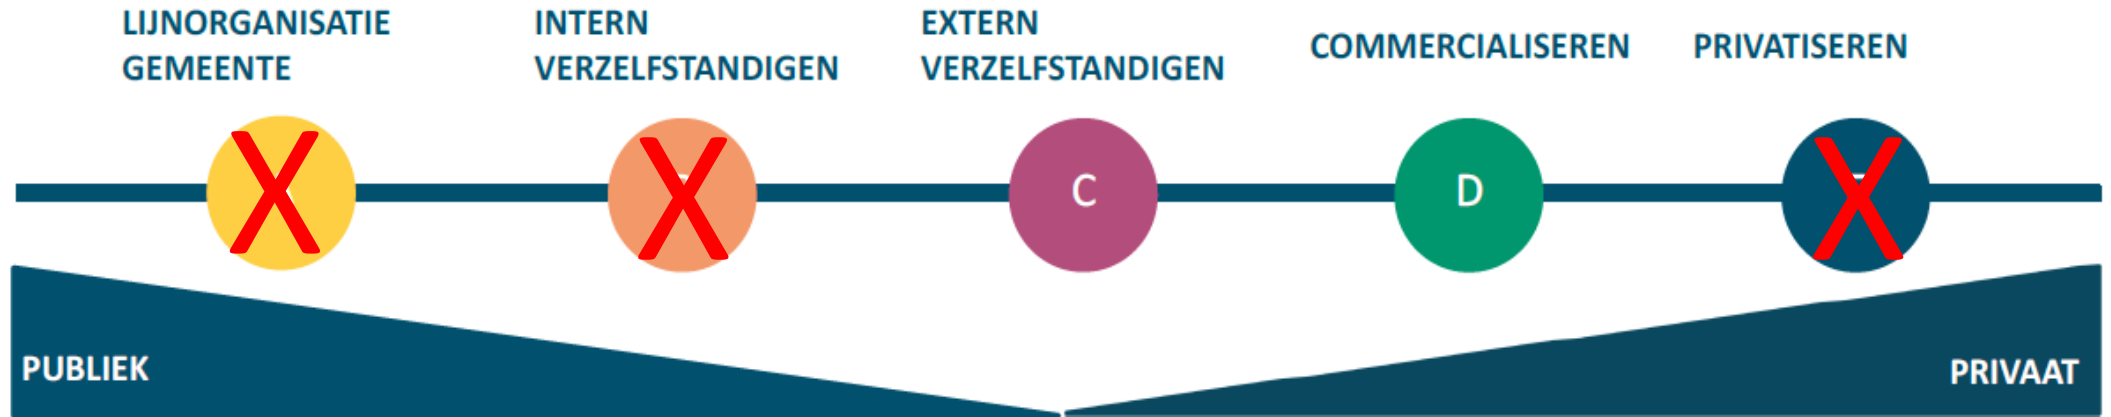 LIJNORGANISATIE
GEMEENTE
INTERN
VERZELFSTANDIGEN
EXTERN
VERZELFSTANDIGEN
COMMERCIALISEREN
PRIVATISEREN
X
X
C
D
X
PUBLIEK
PRIVAAT